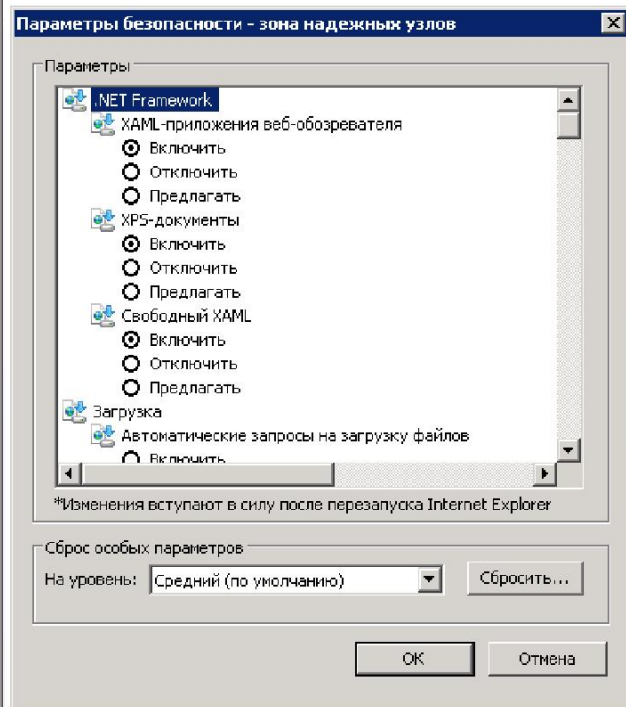 Параметры безопасности - зона надежных узлов
Параметры
.NET Framework
XAML-приложения веб-обозревателя
Включить
Отключить
Предлагать
XPS-документы
Включить
Отключить
Предлагать
Свободный XAML
Включить
Отключить
Предлагать
Загрузка
Автоматические запросы на загрузку файлов
Включить
*Изменения вступают в силу после перезапуска Internet Explorer
Сброс особых параметров
На уровень: Средний (по умолчанию) Сбросить...
ОК Отмена